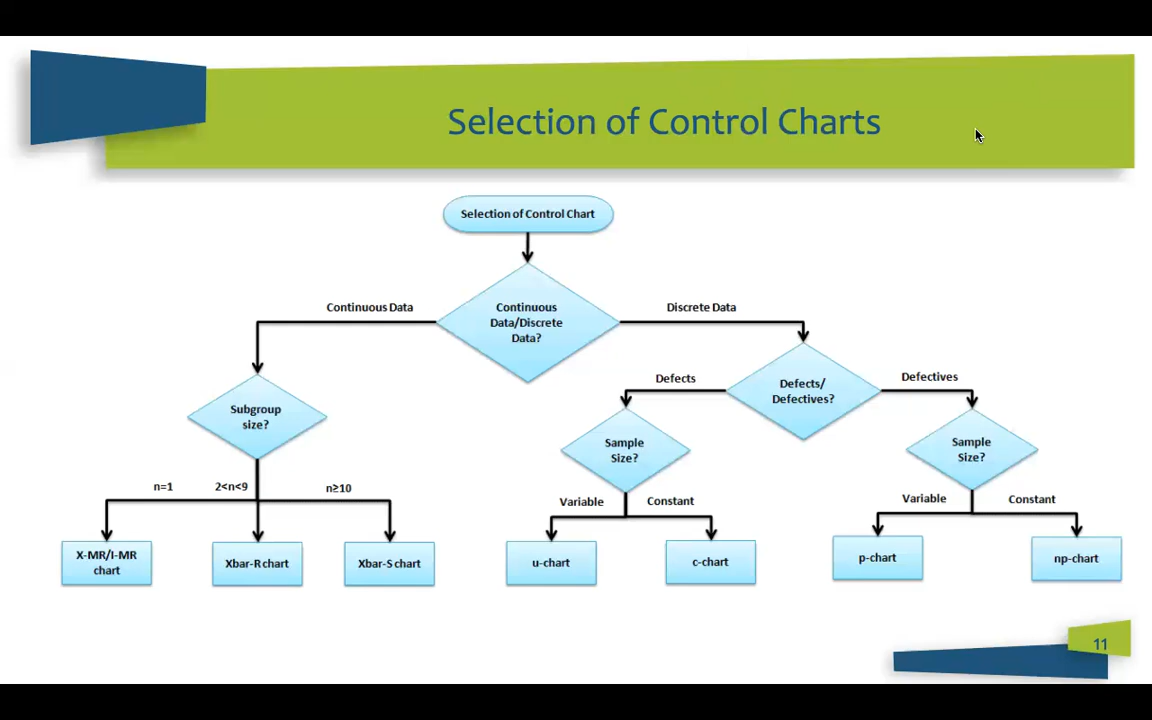 Selection of Control Charts
Selection of Control Chart
Continuous Data
Continuous
Data/Discrete
Data?
Discrete Data
Defects
Defects/
Defectives?
Defectives
Subgroup
size?
Sample
Size?
Sample
Size?
n=1
2<n<9
n≥10
Variable
Constant
Variable
Constant
X-MR/I-MR
chart
Xbar-R chart
Xbar-S chart
u-chart
c-chart
p-chart
np-chart
11